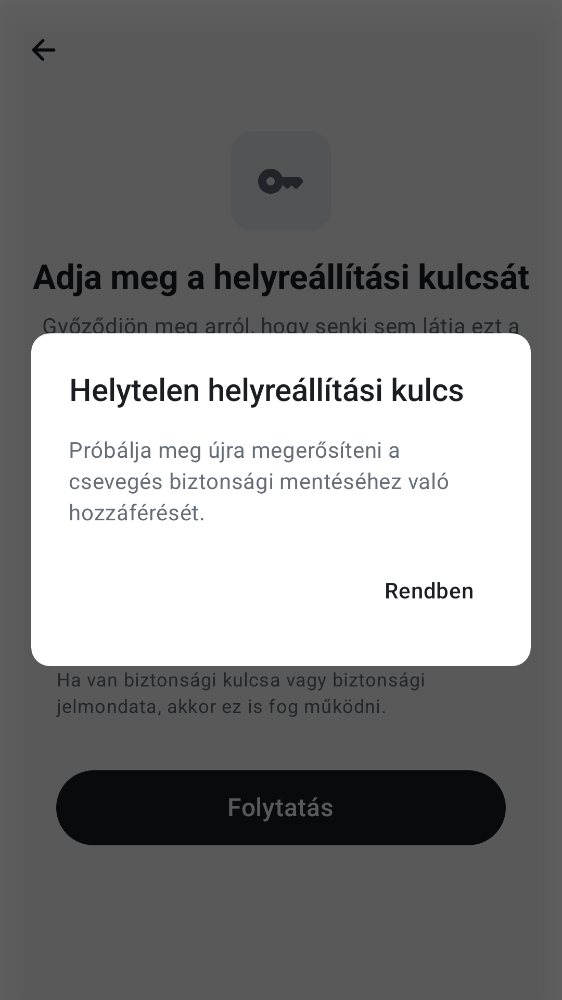 Adja meg a helyreállítási kulcsát
Győződjön meg arról, hogy senki sem látja ezt a
Helytelen helyreállítási kulcs
Próbálja meg újra megerősíteni a
csevegés biztonsági mentéséhez való
hozzáférését.
Rendben
Ha van biztonsági kulcsa vagy biztonsági
jelmondata, akkor ez is fog működni.
Folytatás